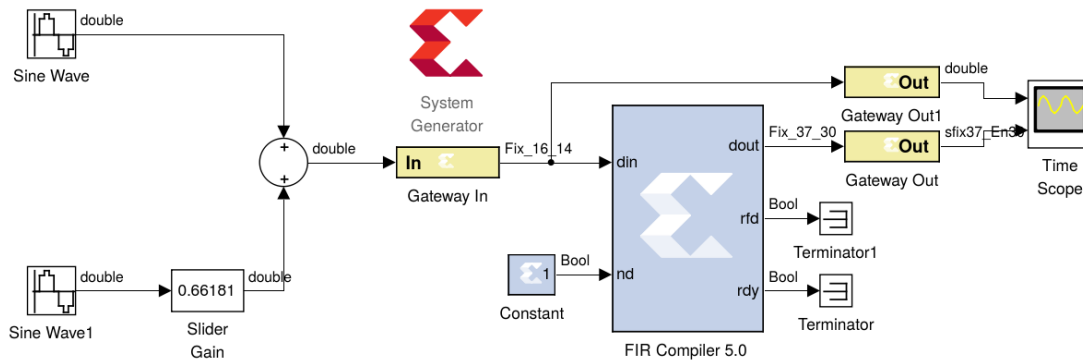 double
Sine Wave
System
Generator
double
Out
Gateway Out1
+
+
double
In
Fix_16_14
Gateway In
din
dout
Fix_37_30
Out
sfix37_En30
Gateway Out
Time
Scope
rfd
Bool
Terminator1
double
0.66181
double
Sine Wave1
Slider
Gain
1
Bool
Constant
nd
rdy
Bool
Terminator
FIR Compiler 5.0